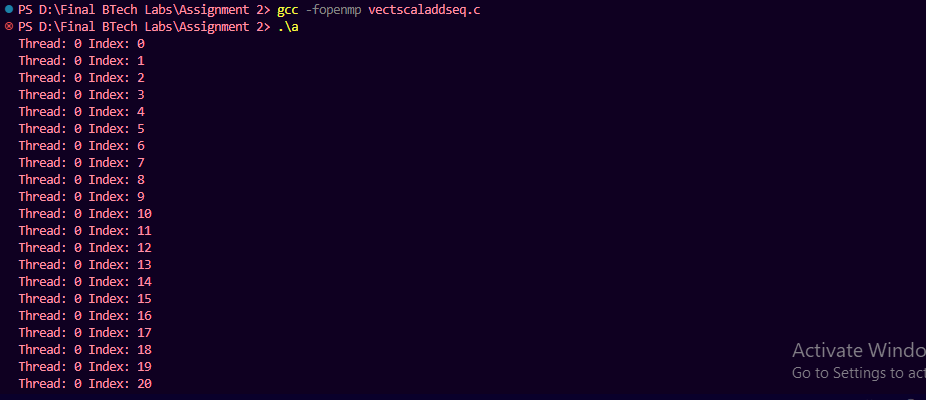 PS D:\Final BTech Labs\Assignment 2> gcc -fopenmp vectscaladdseq.c
PS D:\Final BTech Labs\Assignment 2> .\a
Thread: 0 Index: 0
Thread: 0 Index: 1
Thread: 0 Index: 2
Thread: 0 Index: 3
Thread: 0 Index: 4
Thread: 0 Index: 5
Thread: 0 Index: 6
Thread: 0 Index: 7
Thread: 0 Index: 8
Thread: 0 Index: 9
Thread: 0 Index: 10
Thread: 0 Index: 11
Thread: 0 Index: 12
Thread: 0 Index: 13
Thread: 0 Index: 14
Thread: 0 Index: 15
Thread: 0 Index: 16
Thread: 0 Index: 17
Thread: 0 Index: 18
Thread: 0 Index: 19
Thread: 0 Index: 20
Activate Windo
Go to Settings to act